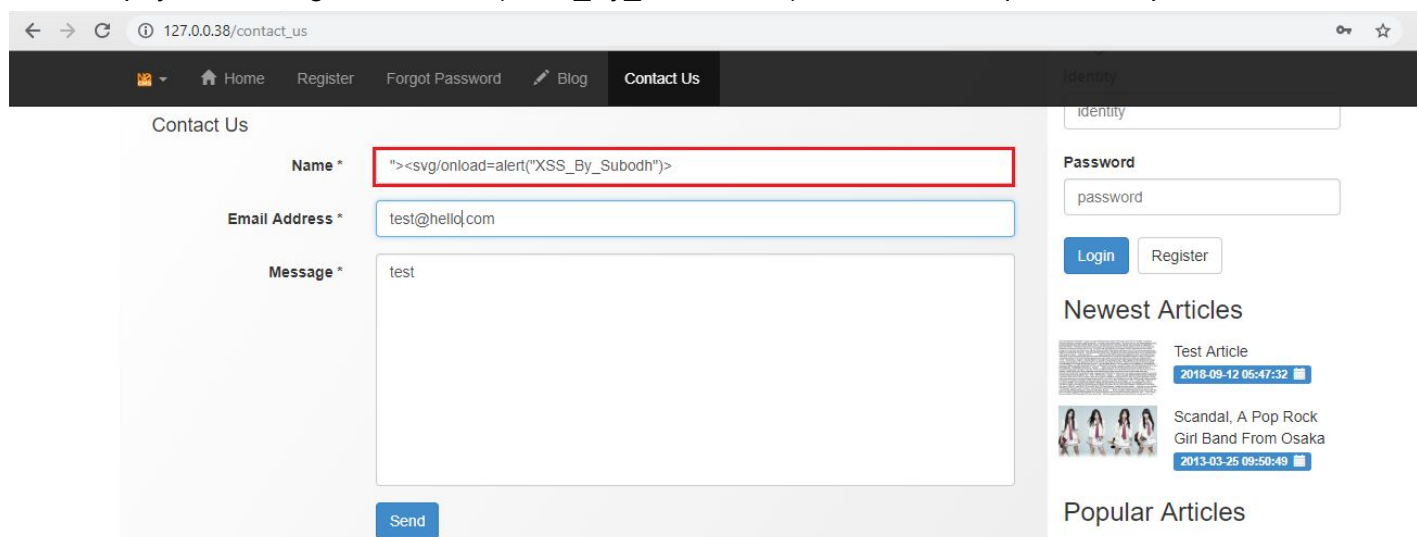 127.0.0.38/contact_us
Home Register Forgot Password Blog Contact Us
identity
identity
Contact Us
Name *
"><svg/onload=alert("XSS_By_Subodh")>
Email Address *
test@hello.com
Message *
test
Send
Password
password
Login Register
Newest Articles
Test Article
2018-09-12 05:47:32
Scandal, A Pop Rock
Girl Band From Osaka
2013-03-25 09:50:49
Popular Articles